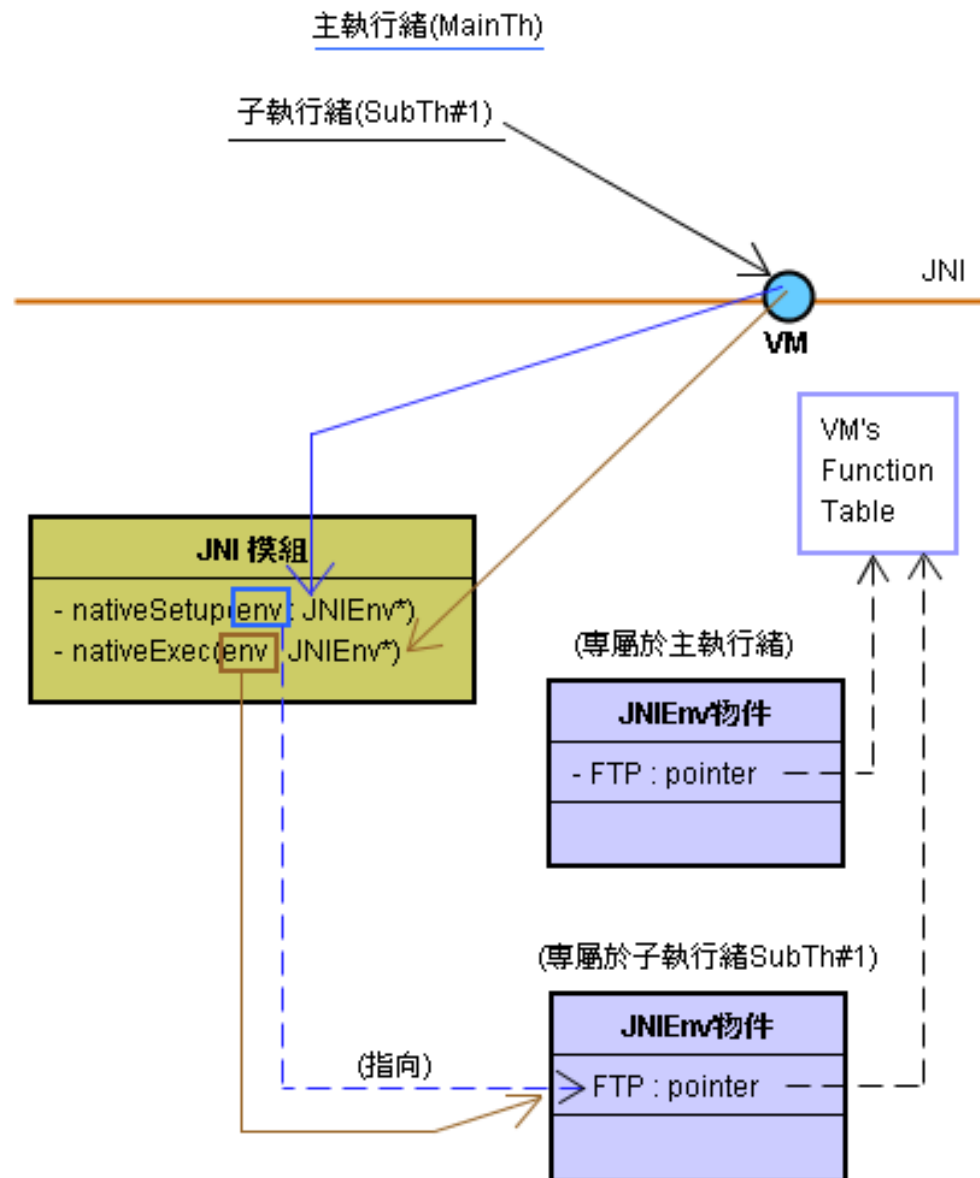 主執行緒(MainTh)
子執行緒(SubTh#1)
JNI
VM
VM's
Function
Table
JNI 模組
- nativeSetup(env: JNIEnv*)
- nativeExec(env JNIEnv*)
(專屬於主執行緒)
JNIEnv物件
- FTP : pointer
(專屬於子執行緒SubTh#1)
JNIEnv物件
(指向)
FTP : pointer